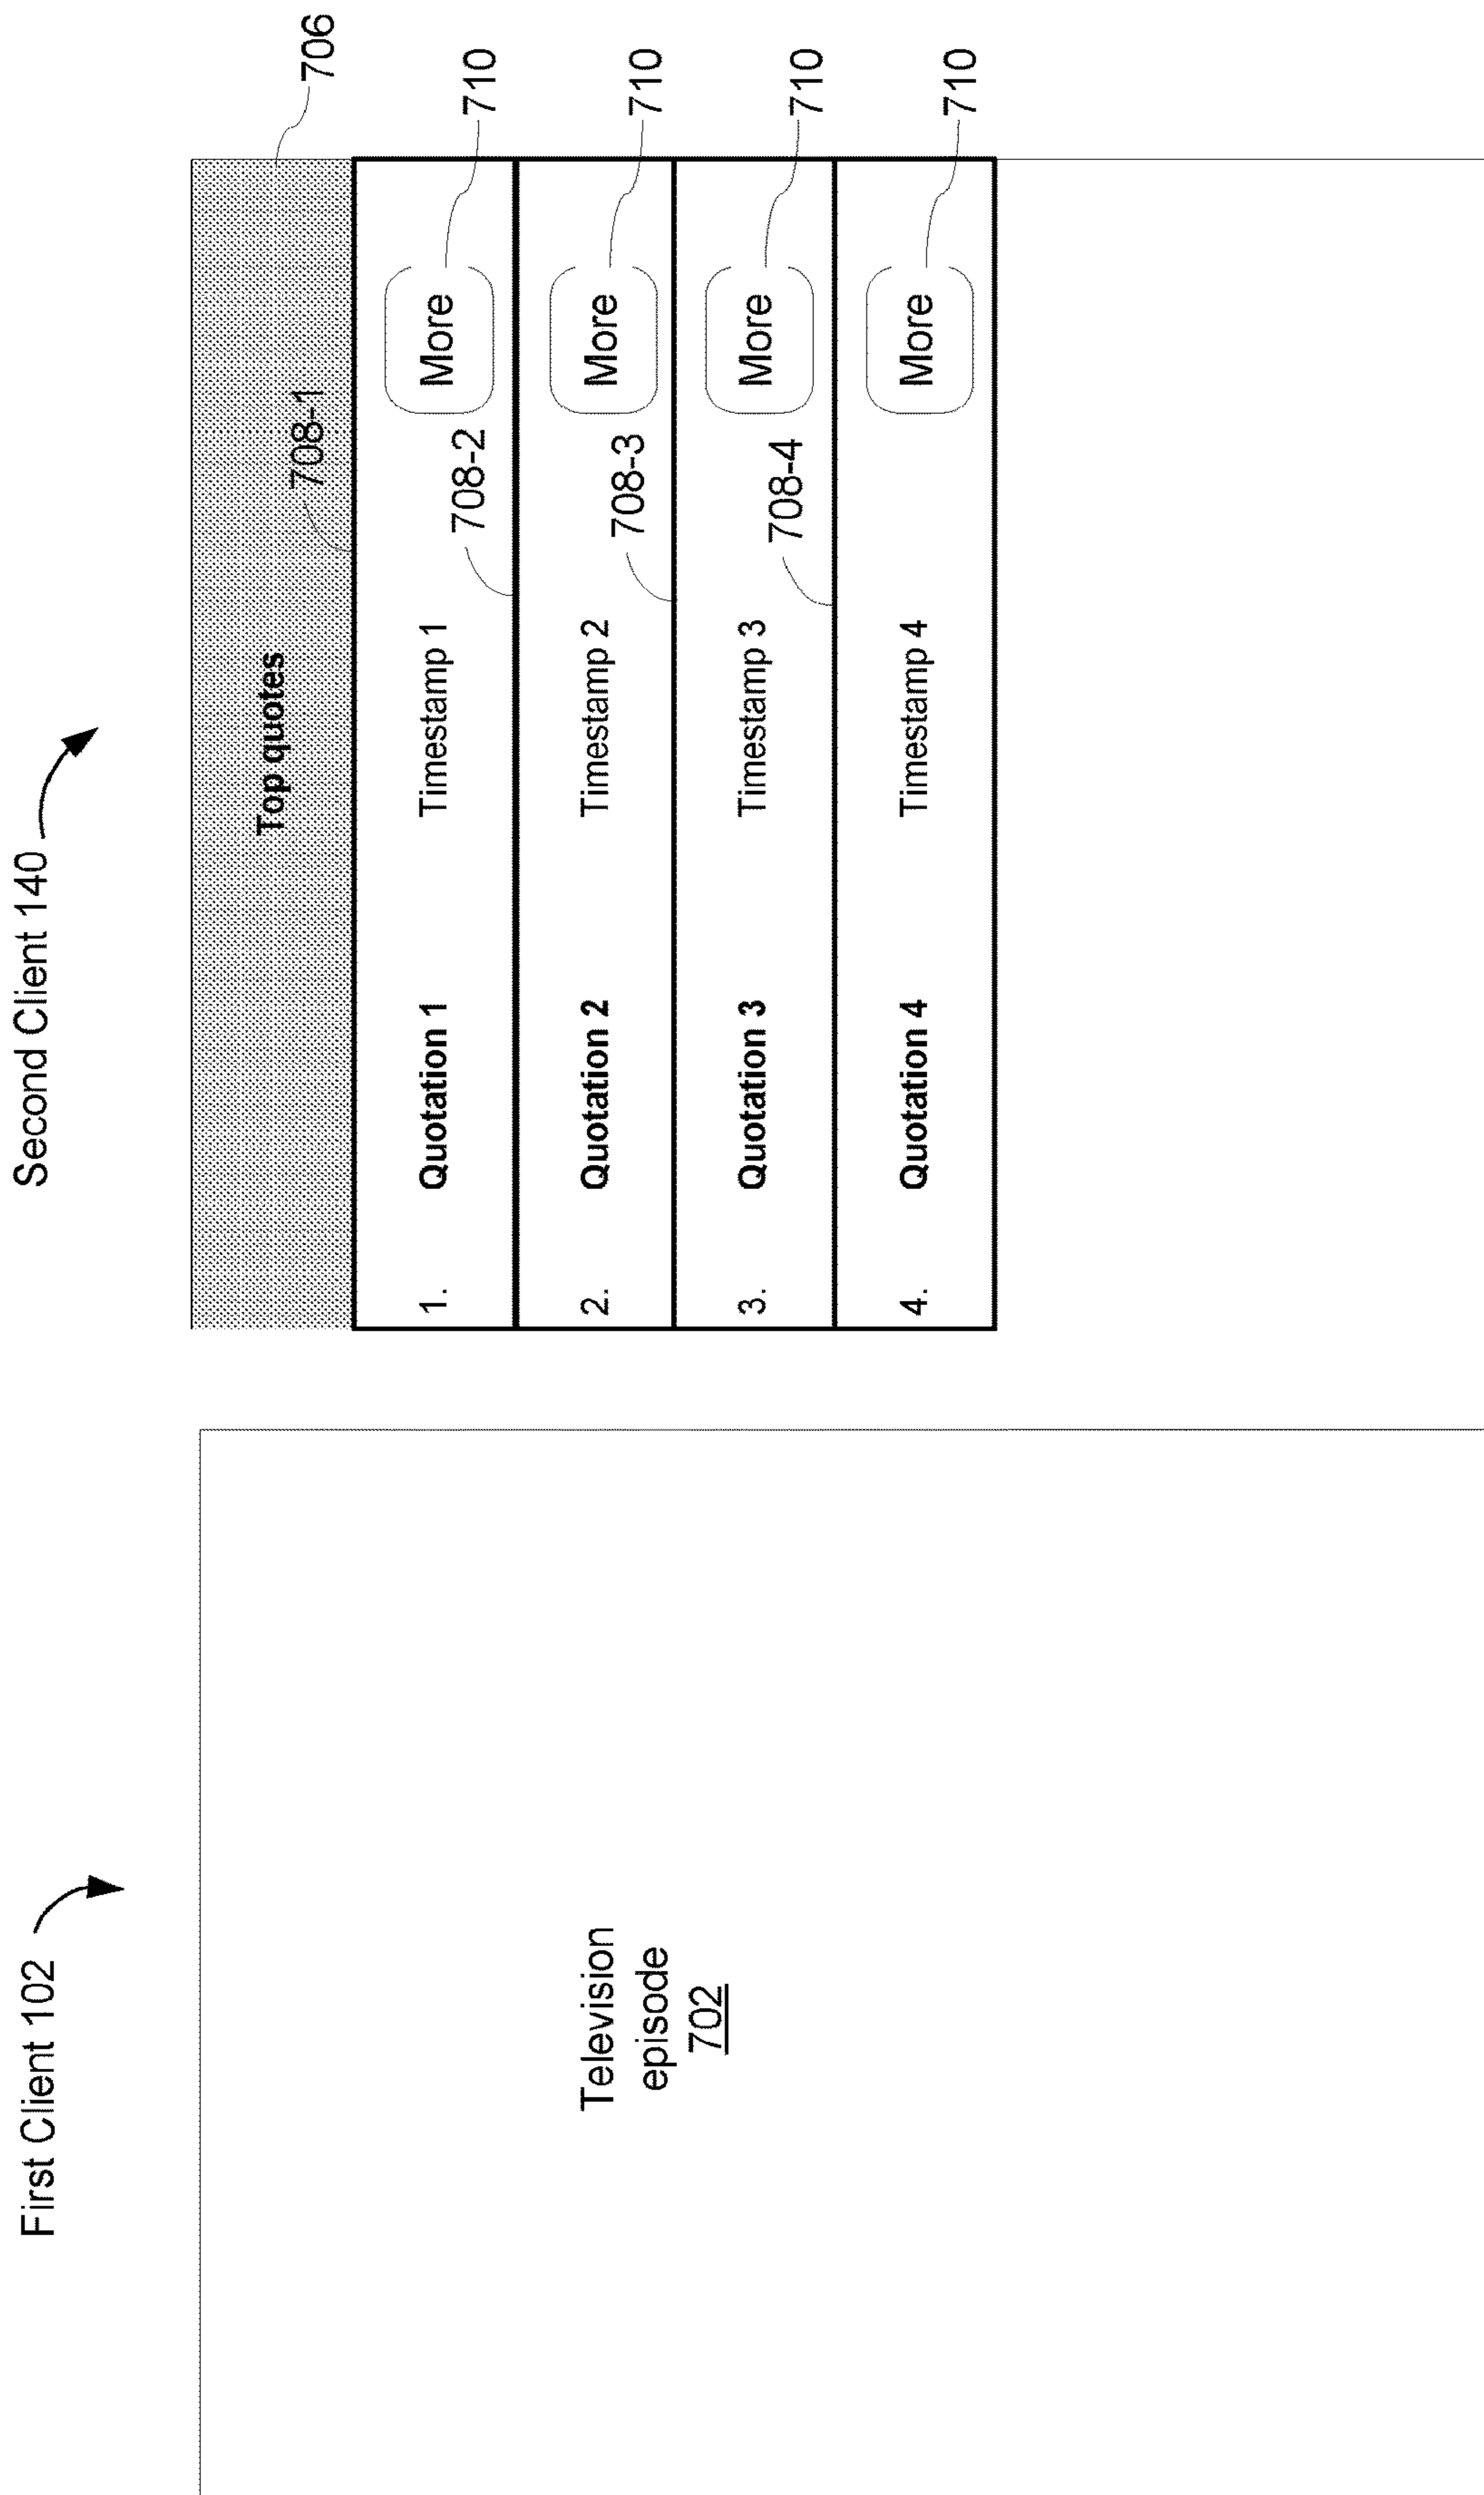 First Client 102
Television
episode
702
Second Client 140
706
Top quotes
708-1
1. Quotation 1 Timestamp 1 More 710
708-2
2. Quotation 2 Timestamp 2 More 710
708-3
3. Quotation 3 Timestamp 3 More 710
708-4
4. Quotation 4 Timestamp 4 More 710